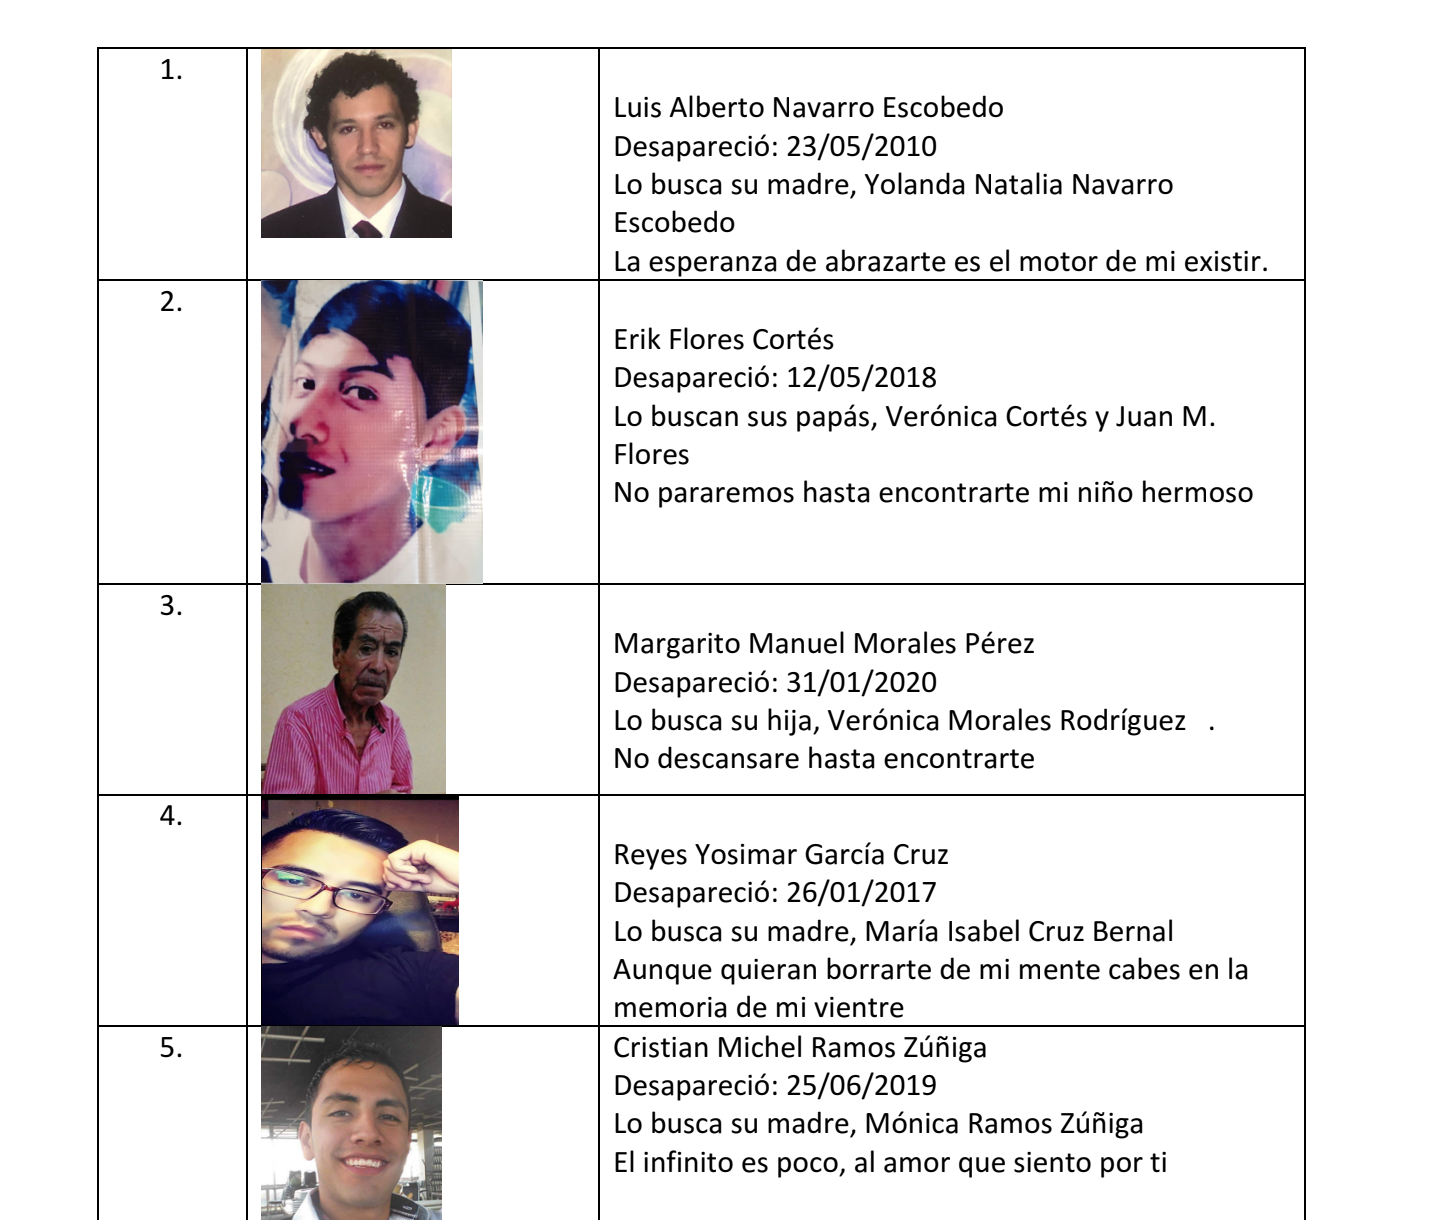 1.
Luis Alberto Navarro Escobedo
Desapareció: 23/05/2010
Lo busca su madre, Yolanda Natalia Navarro
Escobedo
La esperanza de abrazarte es el motor de mi existir.
2.
Erik Flores Cortés
Desapareció: 12/05/2018
Lo buscan sus papás, Verónica Cortés y Juan M.
Flores
No pararemos hasta encontrarte mi niño hermoso
3.
Margarito Manuel Morales Pérez
Desapareció: 31/01/2020
Lo busca su hija, Verónica Morales Rodríguez   .
No descansare hasta encontrarte
4.
Reyes Yosimar García Cruz
Desapareció: 26/01/2017
Lo busca su madre, María Isabel Cruz Bernal
Aunque quieran borrarte de mi mente cabes en la
memoria de mi vientre
5.
Cristian Michel Ramos Zúñiga
Desapareció: 25/06/2019
Lo busca su madre, Mónica Ramos Zúñiga
El infinito es poco, al amor que siento por ti